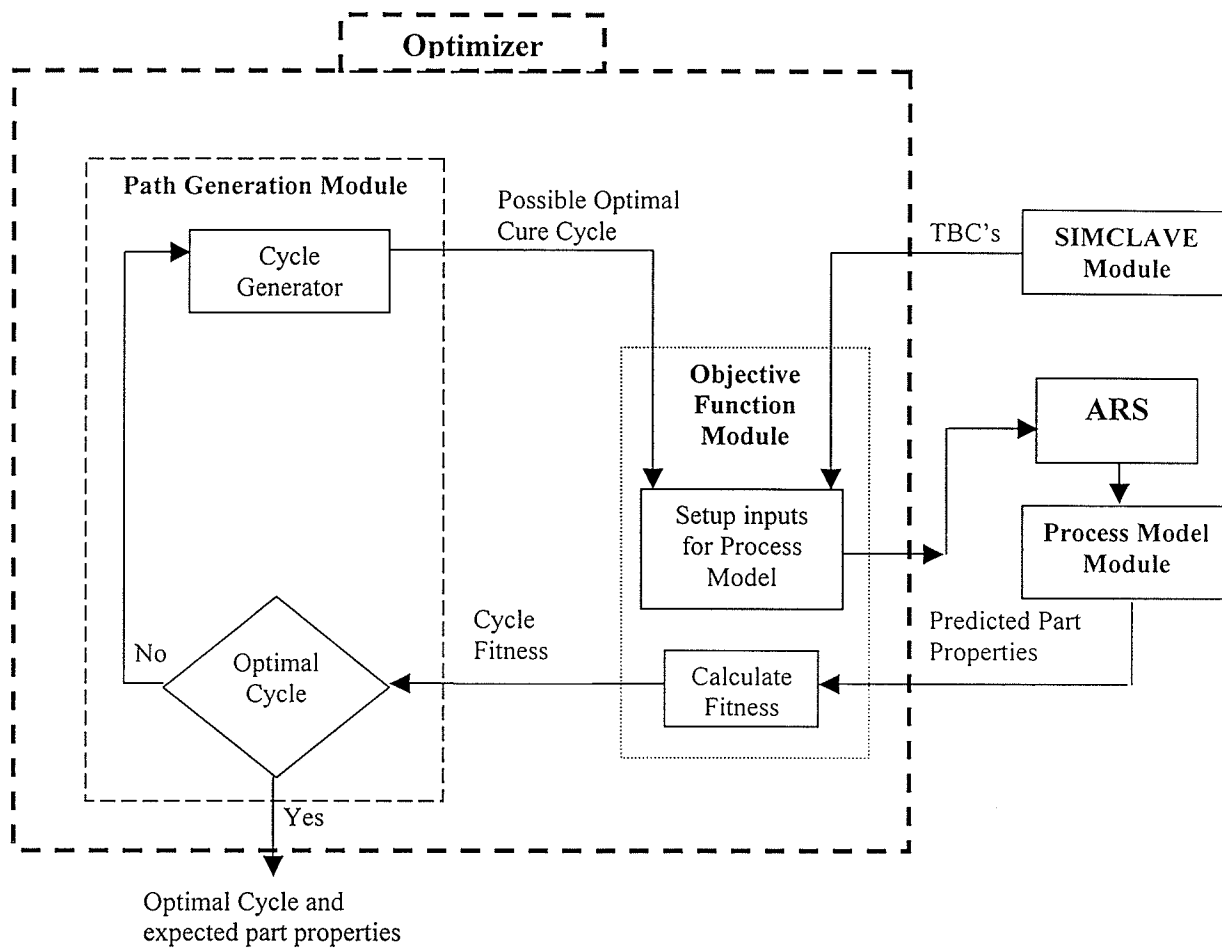 Optimizer
Path Generation Module
Cycle
Generator
Possible Optimal
Cure Cycle
TBC's
SIMCLAVE
Module
Objective
Function
Module
ARS
Setup inputs
for Process
Model
Process Model
Module
No
Optimal
Cycle
Cycle
Fitness
Calculate
Fitness
Predicted Part
Properties
Yes
Optimal Cycle and
expected part properties